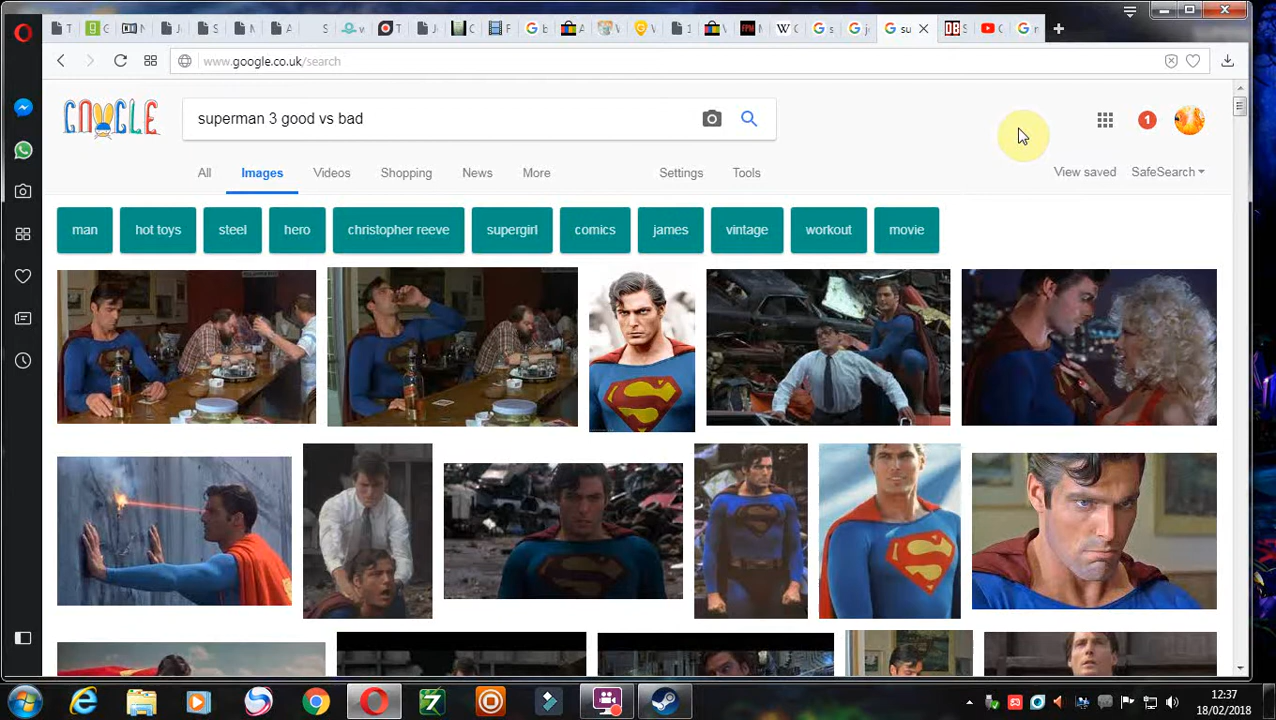 www.google.co.uk/search
GOOGLE
superman 3 good vs bad
1
All Images Videos Shopping News More Settings Tools View saved SafeSearch
man hot toys steel hero christopher reeve supergirl comics james vintage workout movie
12:37
18/02/2018